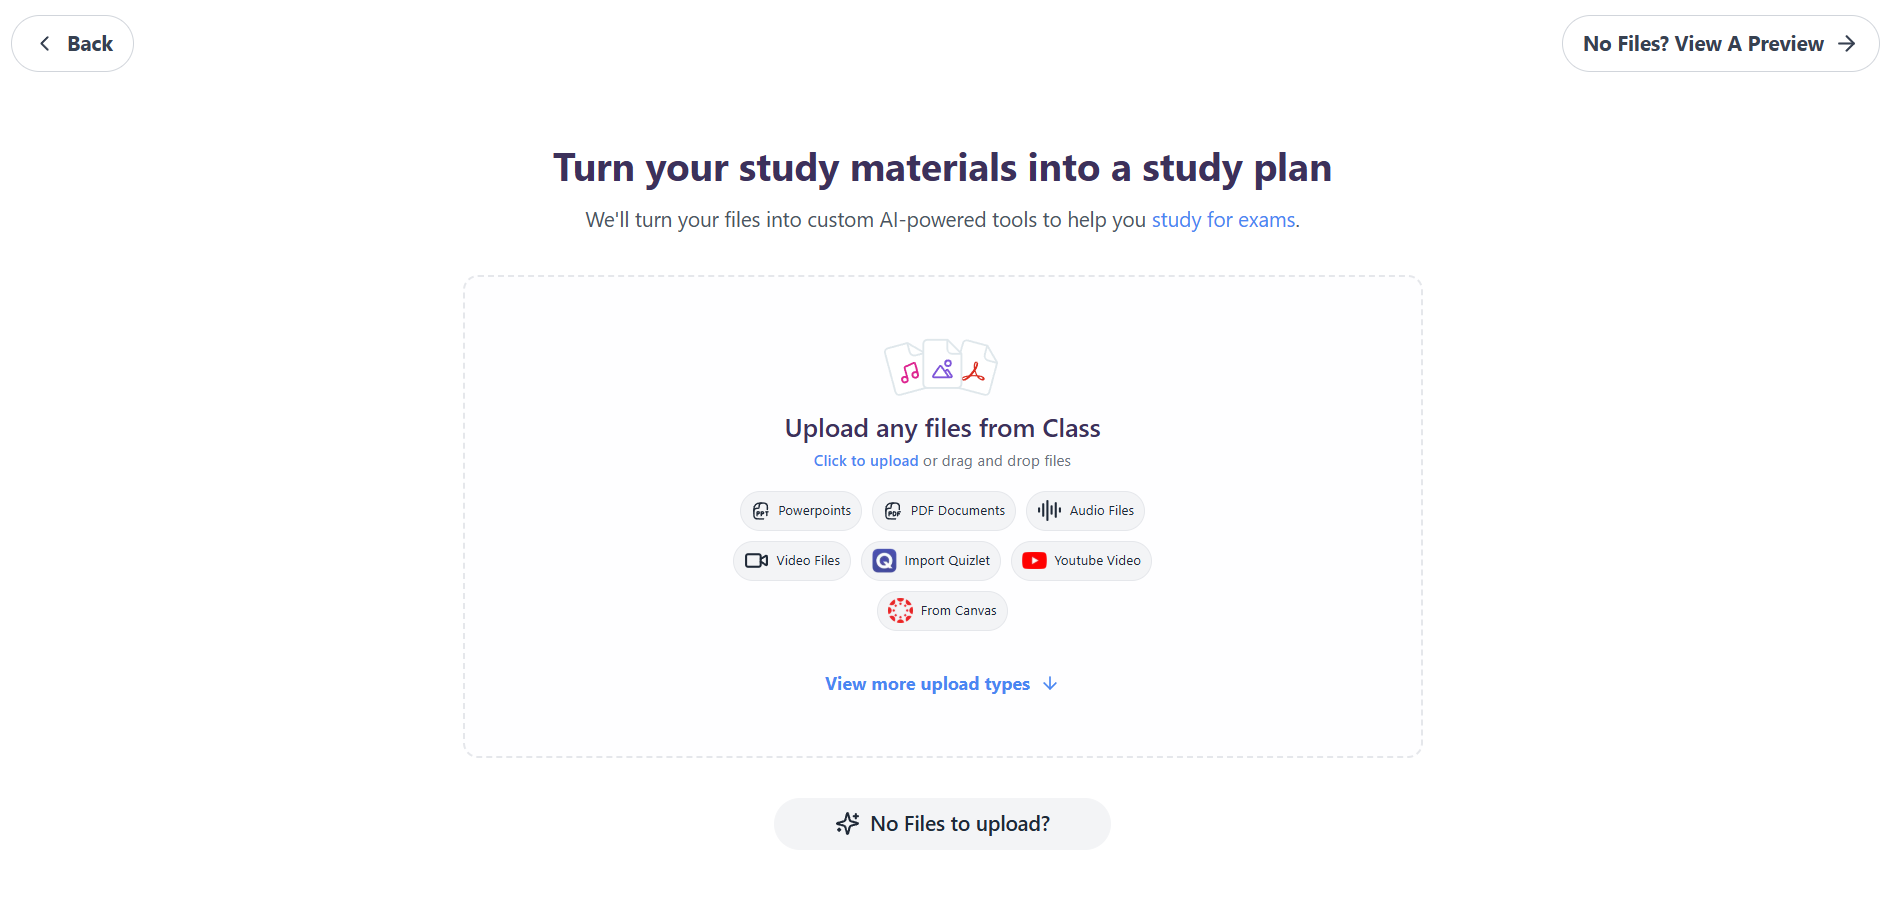 Back
No Files? View A Preview
Turn your study materials into a study plan
We'll turn your files into custom AI-powered tools to help you study for exams.
Upload any files from Class
Click to upload or drag and drop files
PPT Powerpoints
PDF PDF Documents
Audio Files
Video Files
Q Import Quizlet
Youtube Video
From Canvas
View more upload types
No Files to upload?